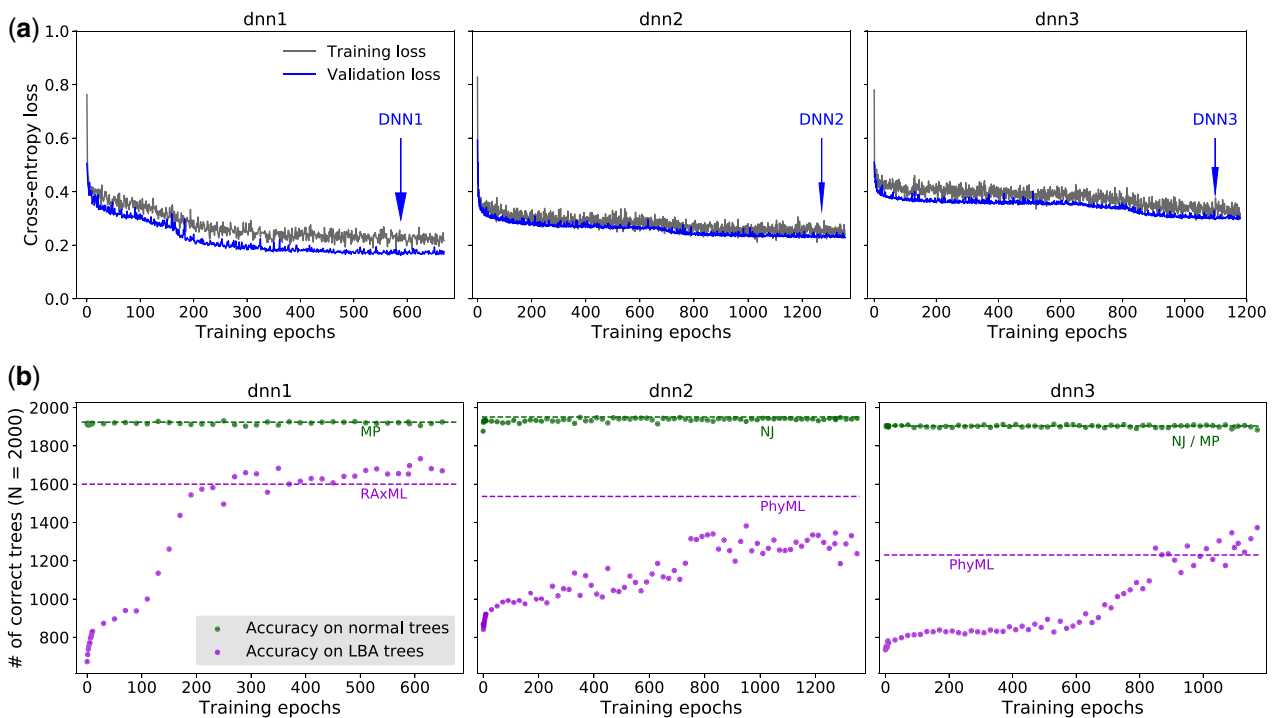 (a)
dnn1
dnn2
dnn3
Cross-entropy loss
1.0
0.8
0.6
0.4
0.2
0.0
Training loss
Validation loss
DNN1
DNN2
DNN3
0 100 200 300 400 500 600
0 200 400 600 800 1000 1200
0 200 400 600 800 1000 1200
Training epochs
Training epochs
Training epochs
(b)
dnn1
dnn2
dnn3
# of correct trees (N = 2000)
2000
1800
1600
1400
1200
1000
800
MP
RAxML
NJ
PhyML
NJ / MP
PhyML
Accuracy on normal trees
Accuracy on LBA trees
0 100 200 300 400 500 600
0 200 400 600 800 1000 1200
0 200 400 600 800 1000
Training epochs
Training epochs
Training epochs